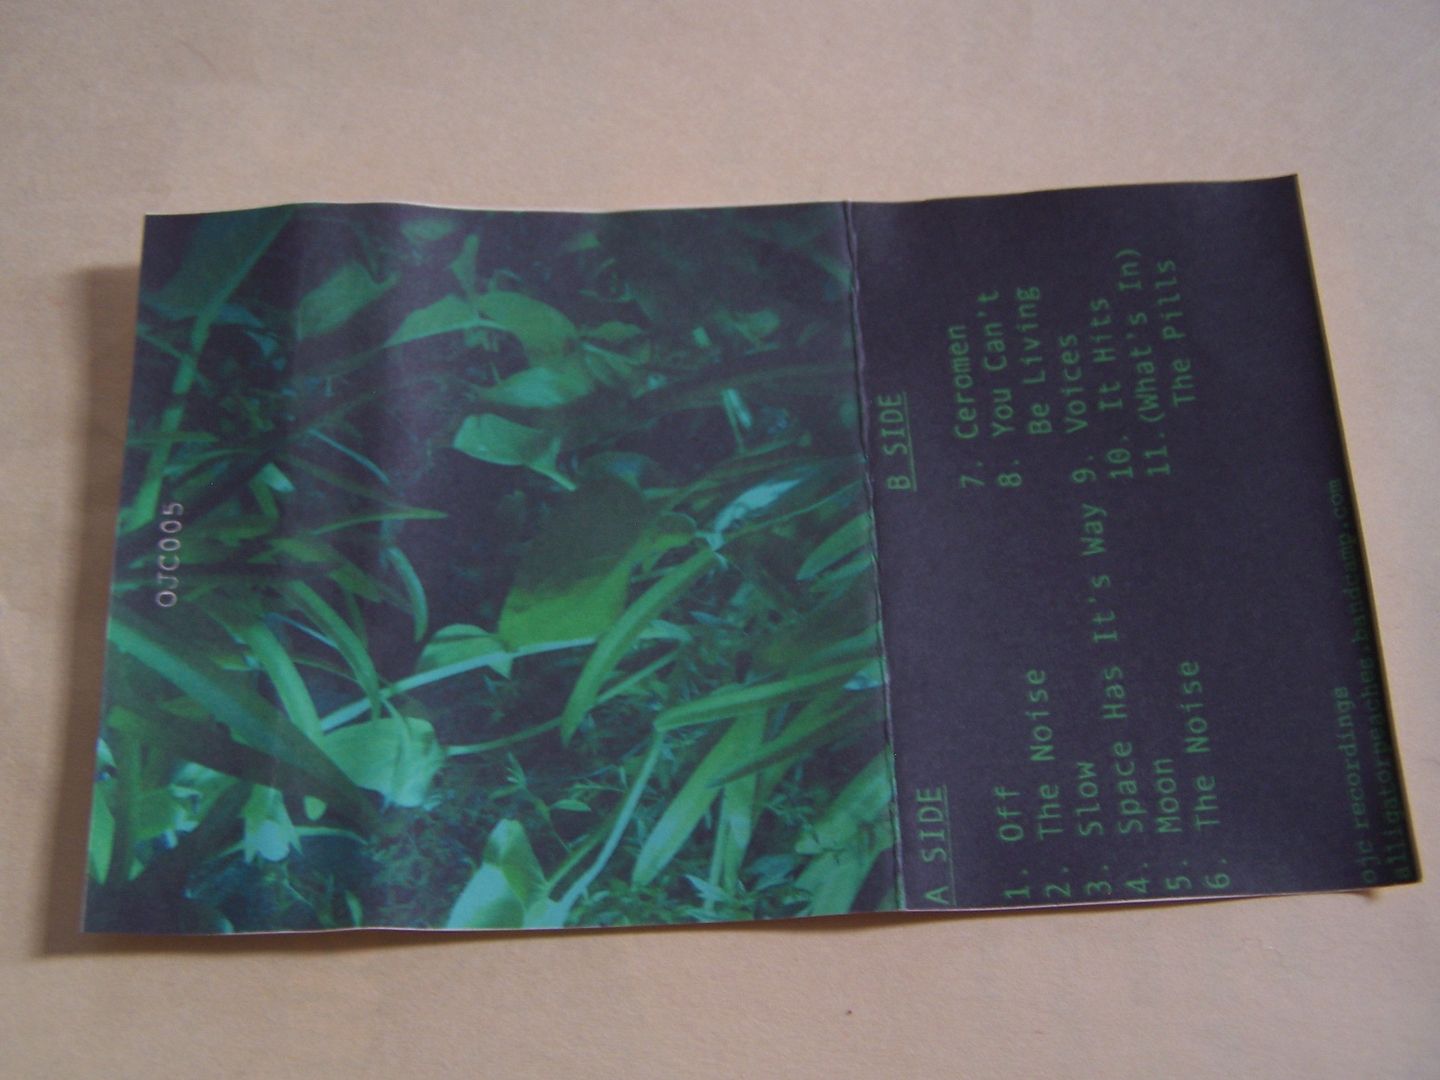 OJC005
A SIDE
1. Off
2. The Noise
3. Slow
4. Space Has It's Way
5. Moon
6. The Noise
B SIDE
7. Ceromen
8. You Can't
Be Living
9. Voices
10. It Hits
11. (What's In)
The Pills
ojc recordings
alligatorpeaches.bandcamp.com